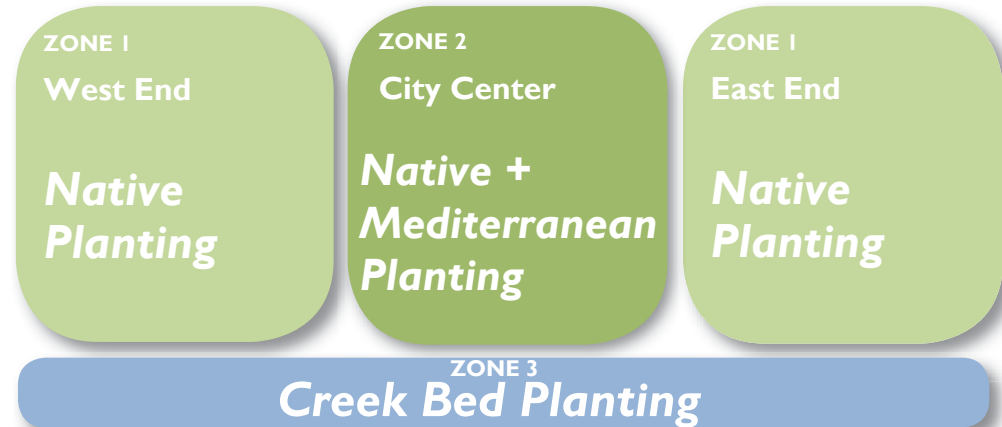 ZONE 1
West End
Native
Planting
ZONE 2
City Center
Native +
Mediterranean
Planting
ZONE 1
East End
Native
Planting
ZONE 3
Creek Bed Planting